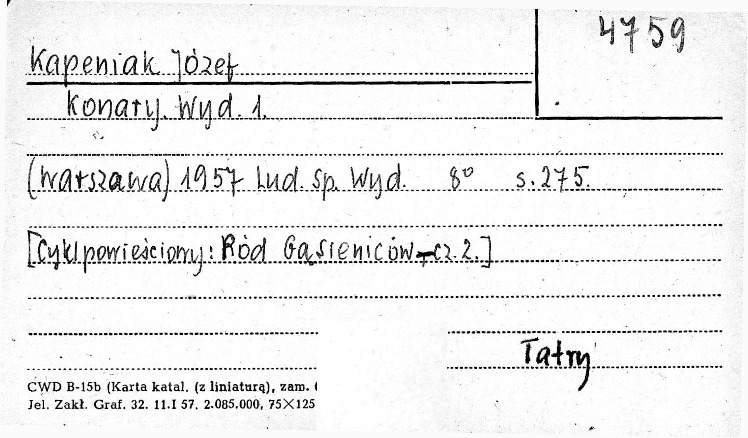 4759
Kapeniak Józef
Konary. Wyd. 1.
(Warszawa) 1957 Lud. Sp. Wyd. 8° s. 275.
[Cykl powieściowy: Ród Gąsieniców - cz. 2.]
Tatry
CWD B-15b (Karta katal. (z liniaturą), zam.
Jel. Zakł. Graf. 32. 11.I 57. 2.085.000, 75×125